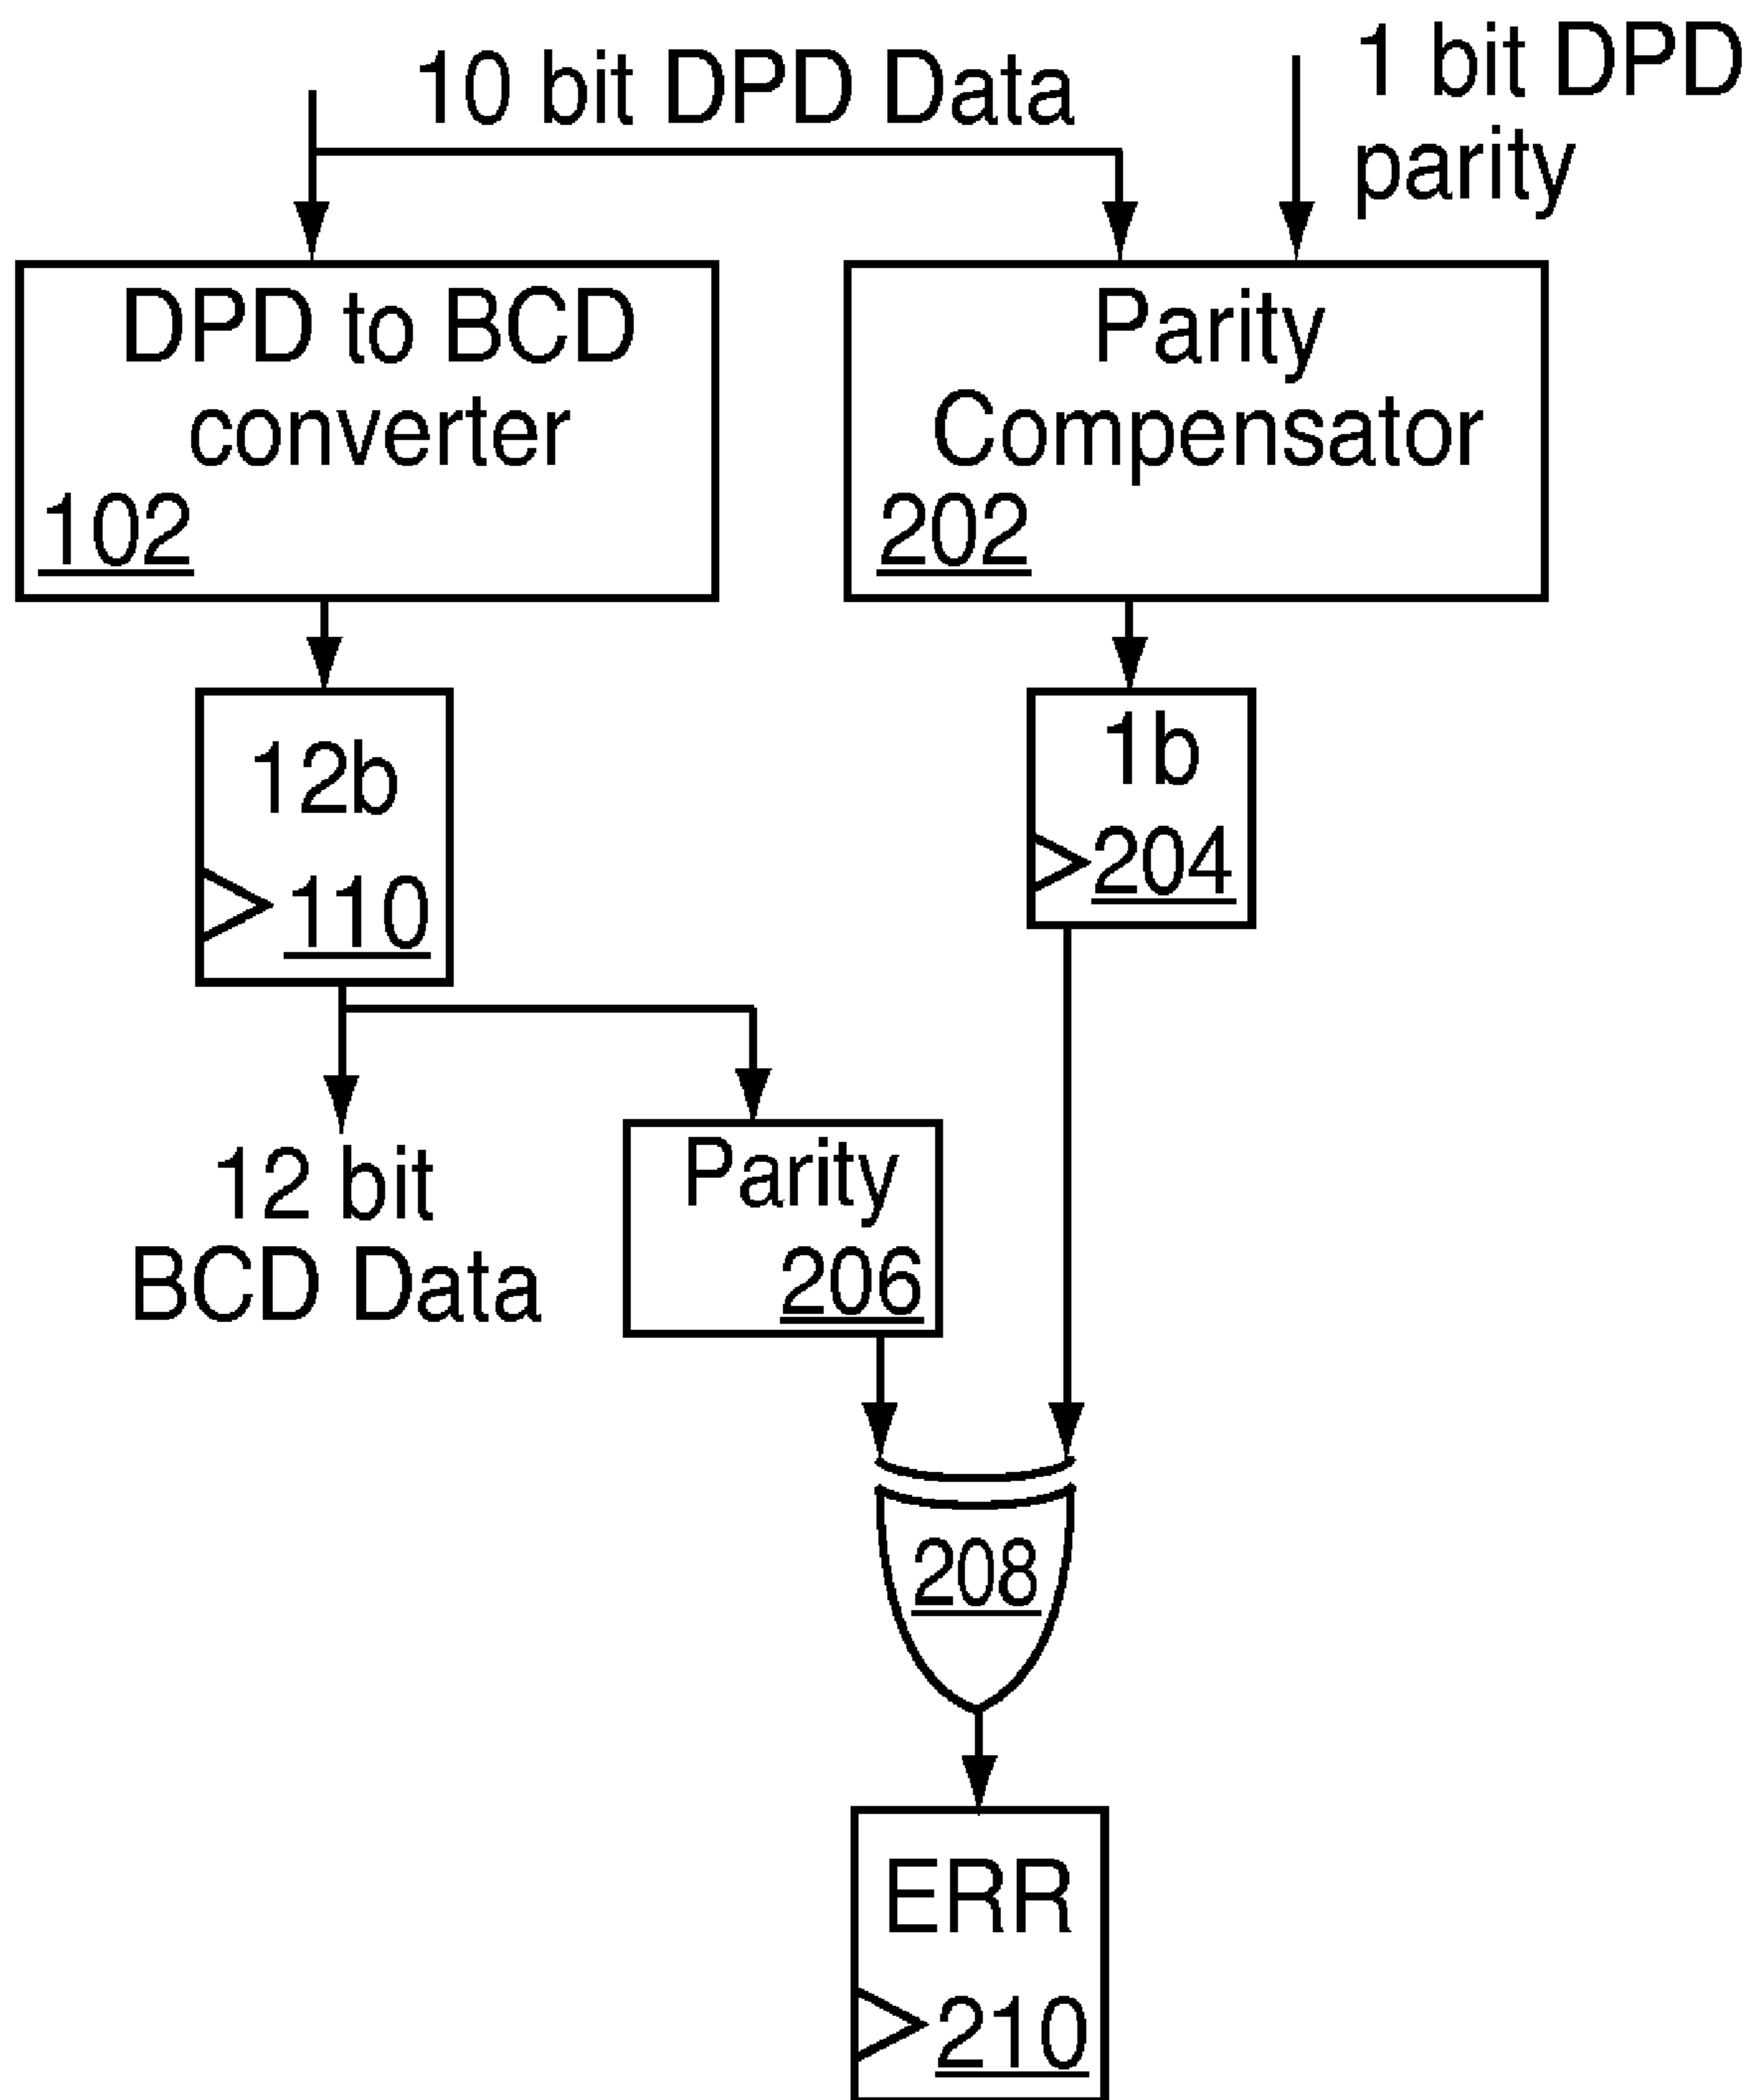 10 bit DPD Data
1 bit DPD
parity
DPD to BCD
converter
102
Parity
Compensator
202
12b
110
1b
204
12 bit
BCD Data
Parity
206
208
ERR
210